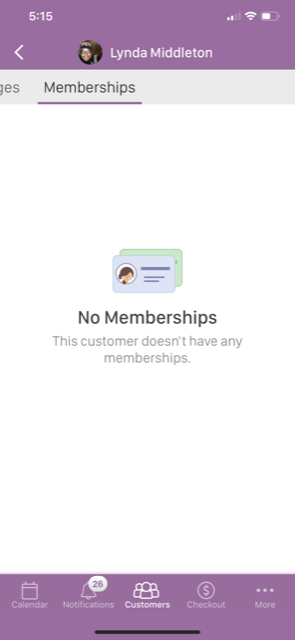 5:15
Lynda Middleton
ges Memberships
No Memberships
This customer doesn't have any
memberships.
26
Calendar Notifications Customers Checkout More